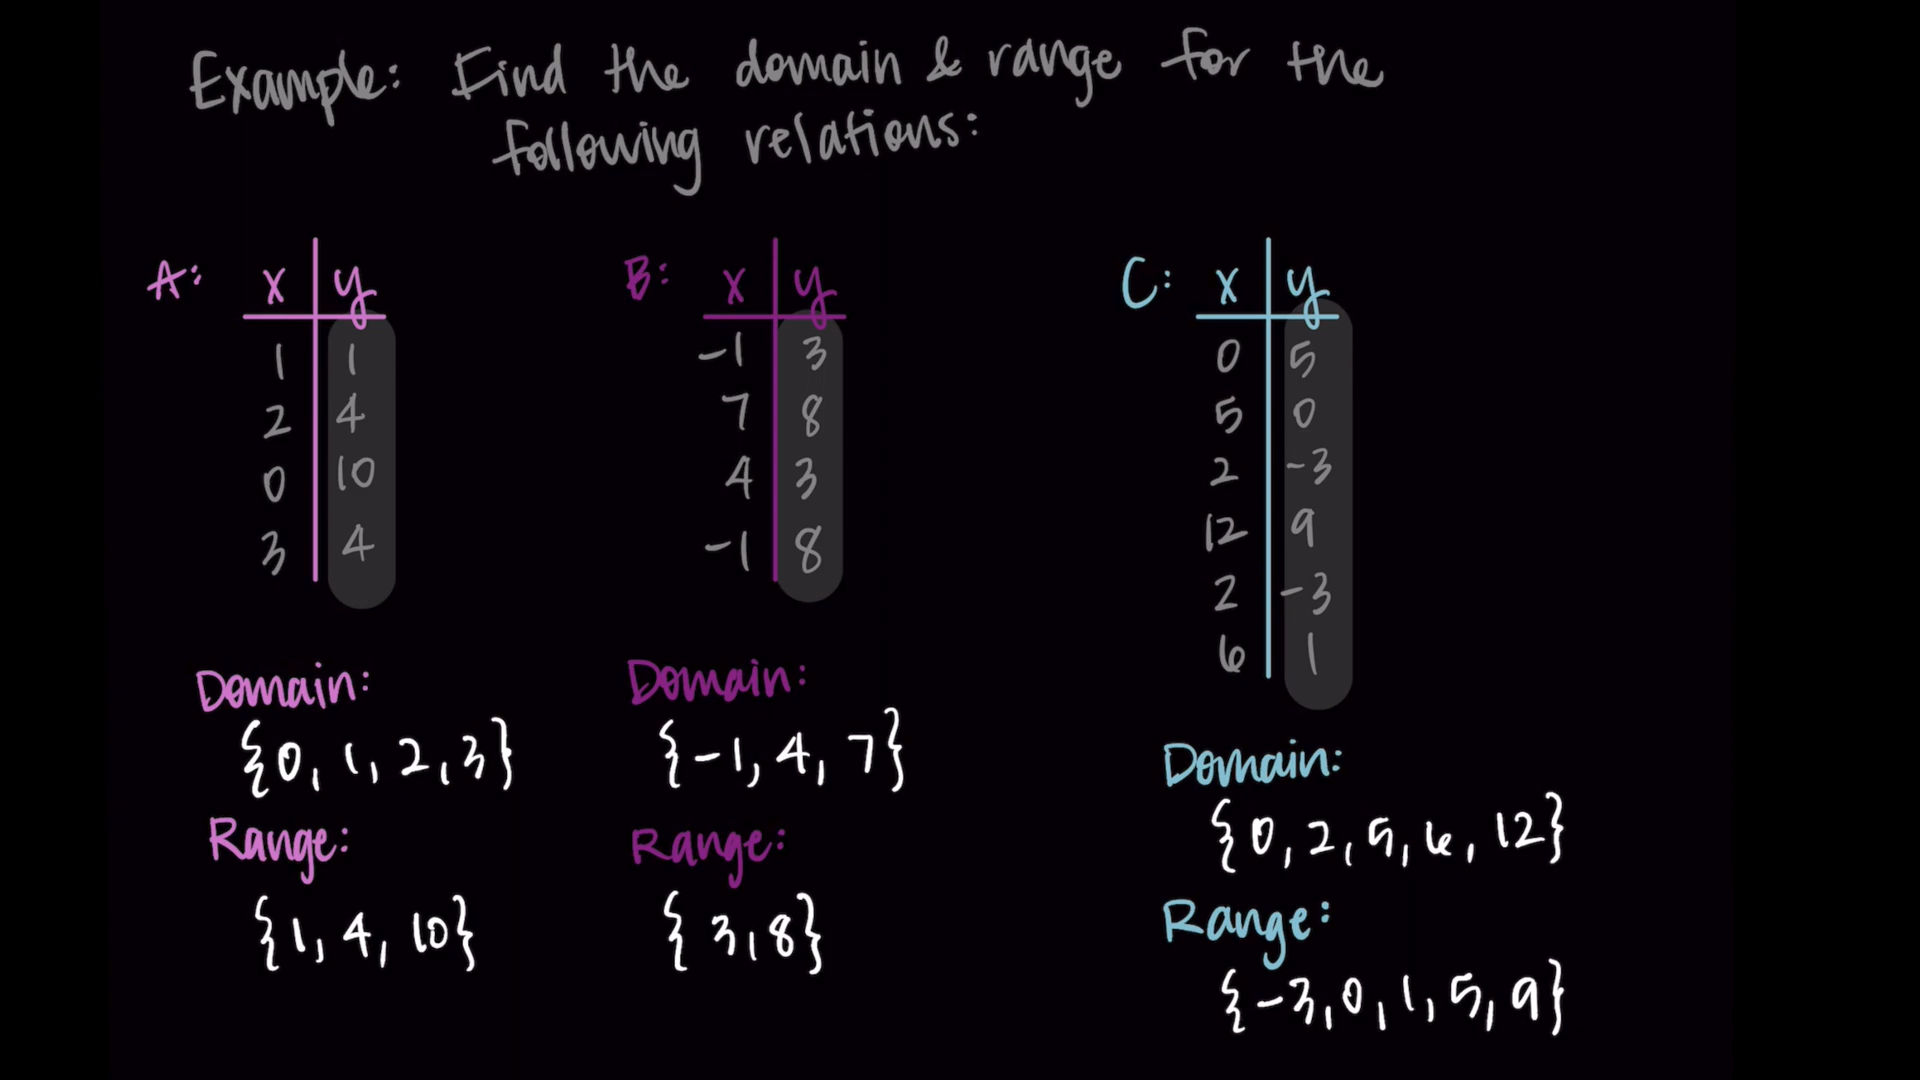 Example: Find the domain & range for the
following relations:
A: x y
1 1
2 4
0 10
3 4
Domain:
{0, 1, 2, 3}
Range:
{1, 4, 10}
B: x y
-1 3
7 8
4 3
-1 8
Domain:
{-1, 4, 7}
Range:
{3, 8}
C: x y
0 5
5 0
2 -3
12 9
2 -3
6 1
Domain:
{0, 2, 5, 6, 12}
Range:
{-3, 0, 1, 5, 9}